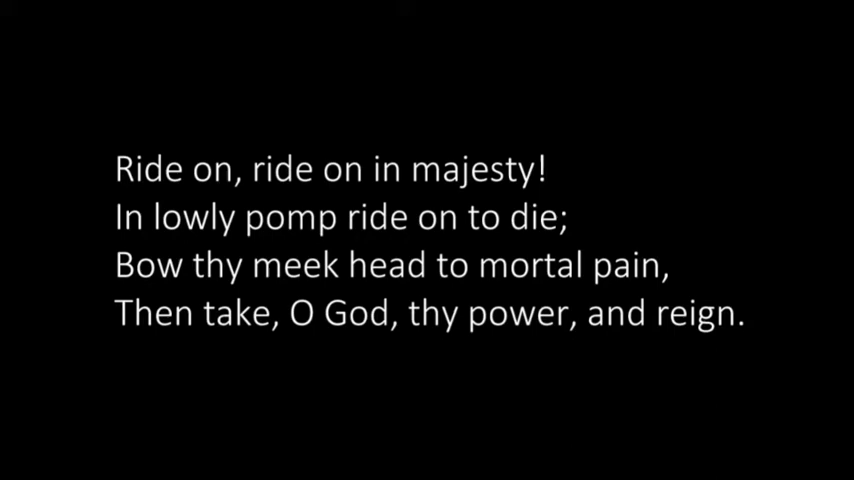 Ride on, ride on in majesty!
In lowly pomp ride on to die;
Bow thy meek head to mortal pain,
Then take, O God, thy power, and reign.